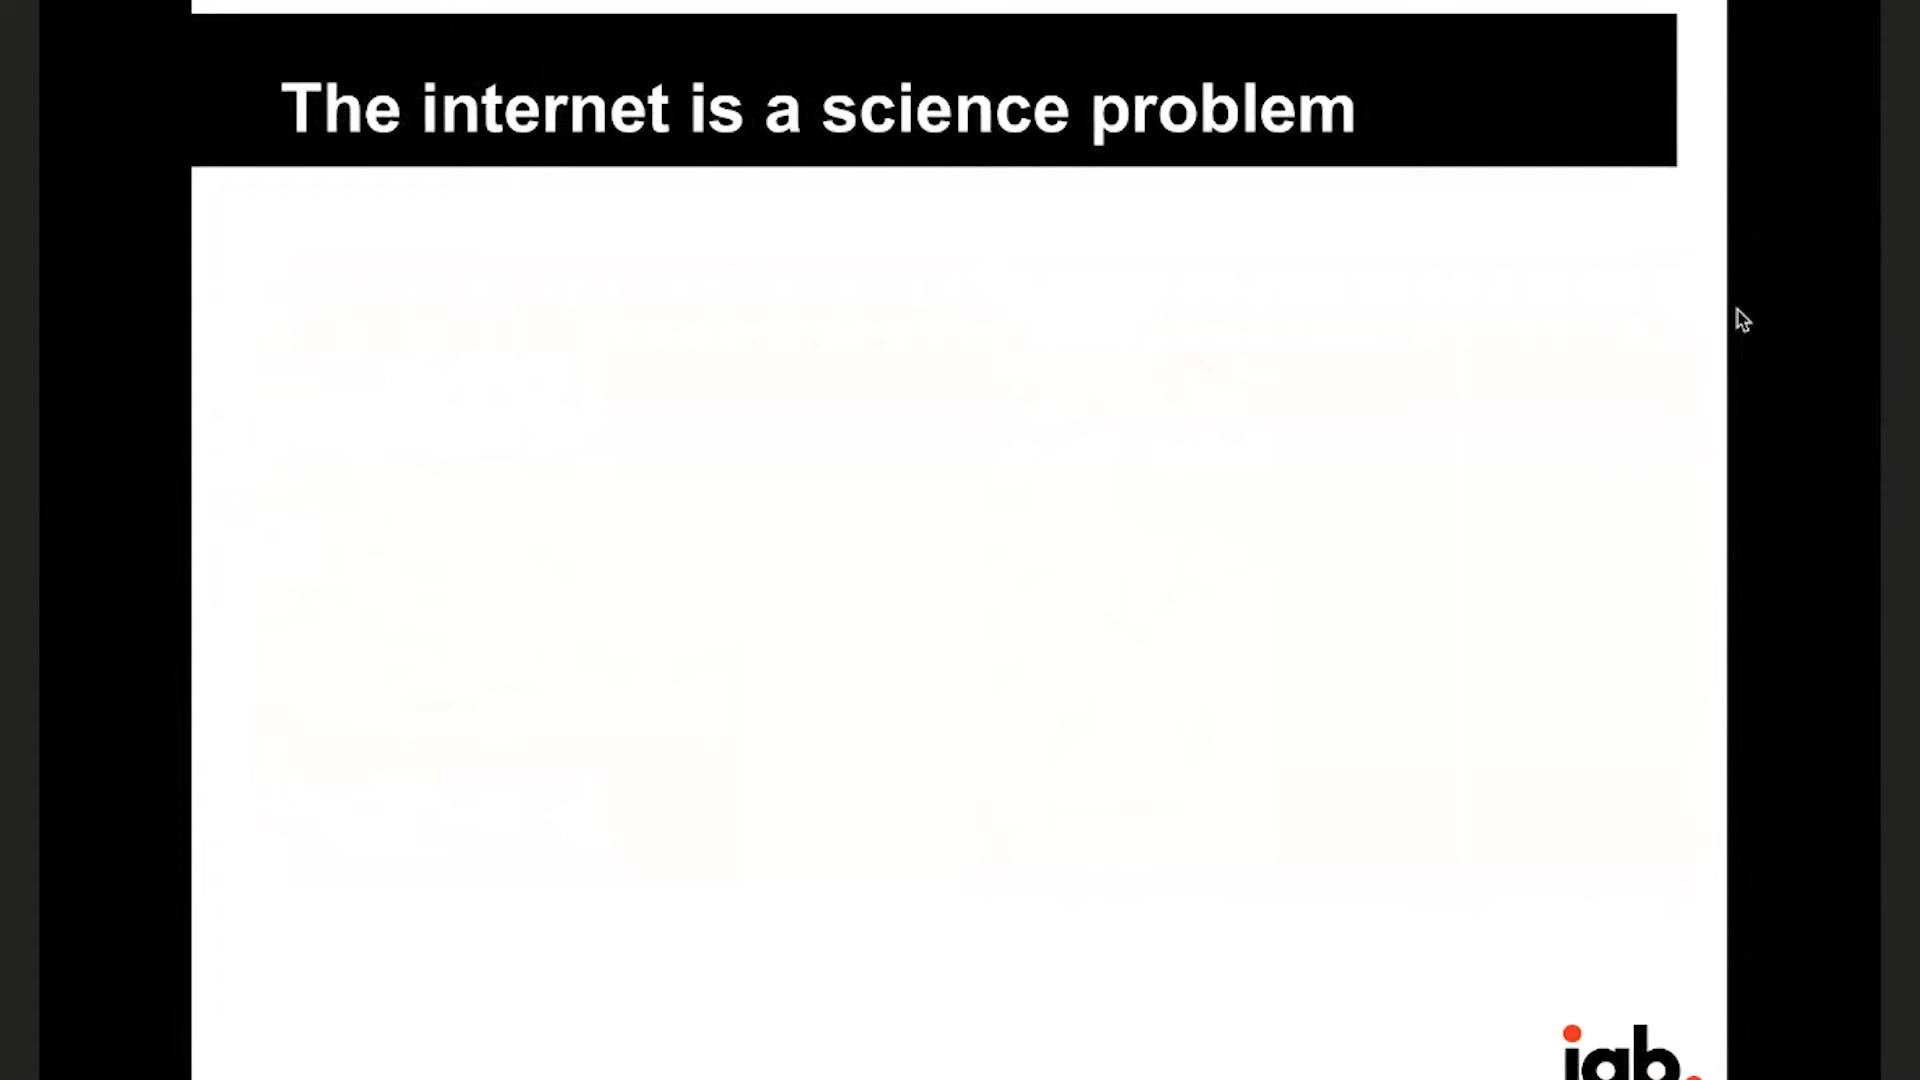 The internet is a science problem
iab.